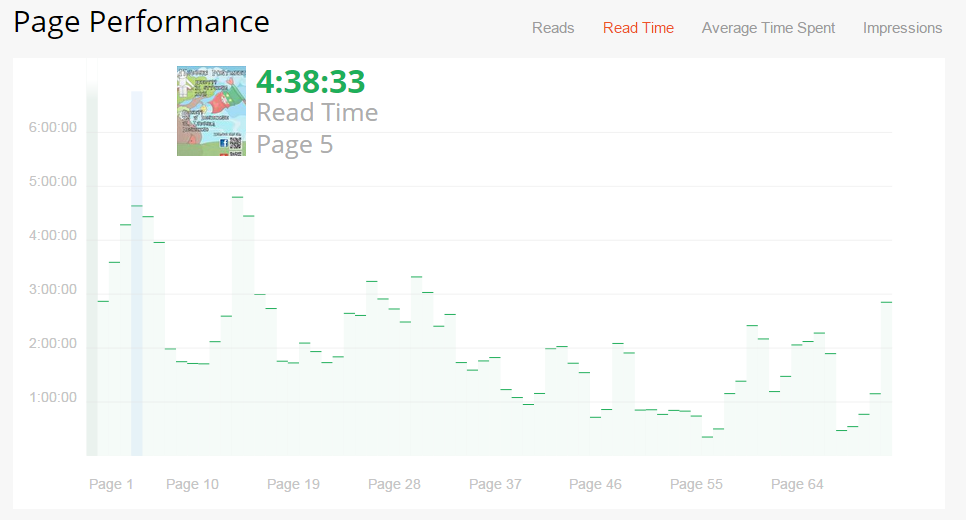 Page Performance
Reads Read Time Average Time Spent Impressions
4:38:33
Read Time
Page 5
6:00:00
5:00:00
4:00:00
3:00:00
2:00:00
1:00:00
Page 1 Page 10 Page 19 Page 28 Page 37 Page 46 Page 55 Page 64